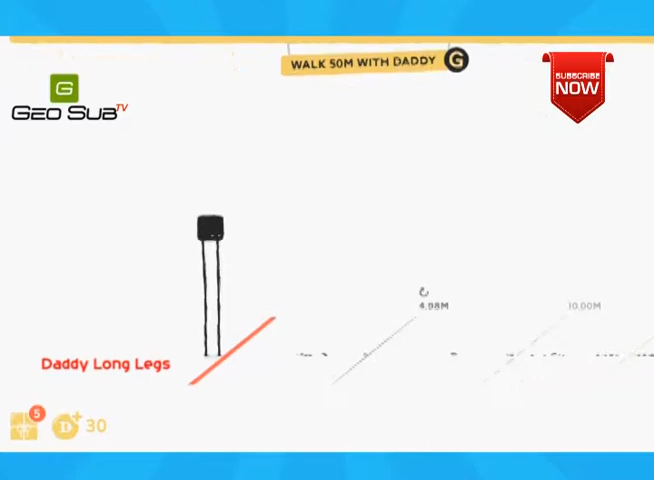 WALK 50M WITH DADDY G
SUBSCRIBE
NOW
G
GEO SUB TV
4.98M
10.00M
Daddy Long Legs
5
D+ 30